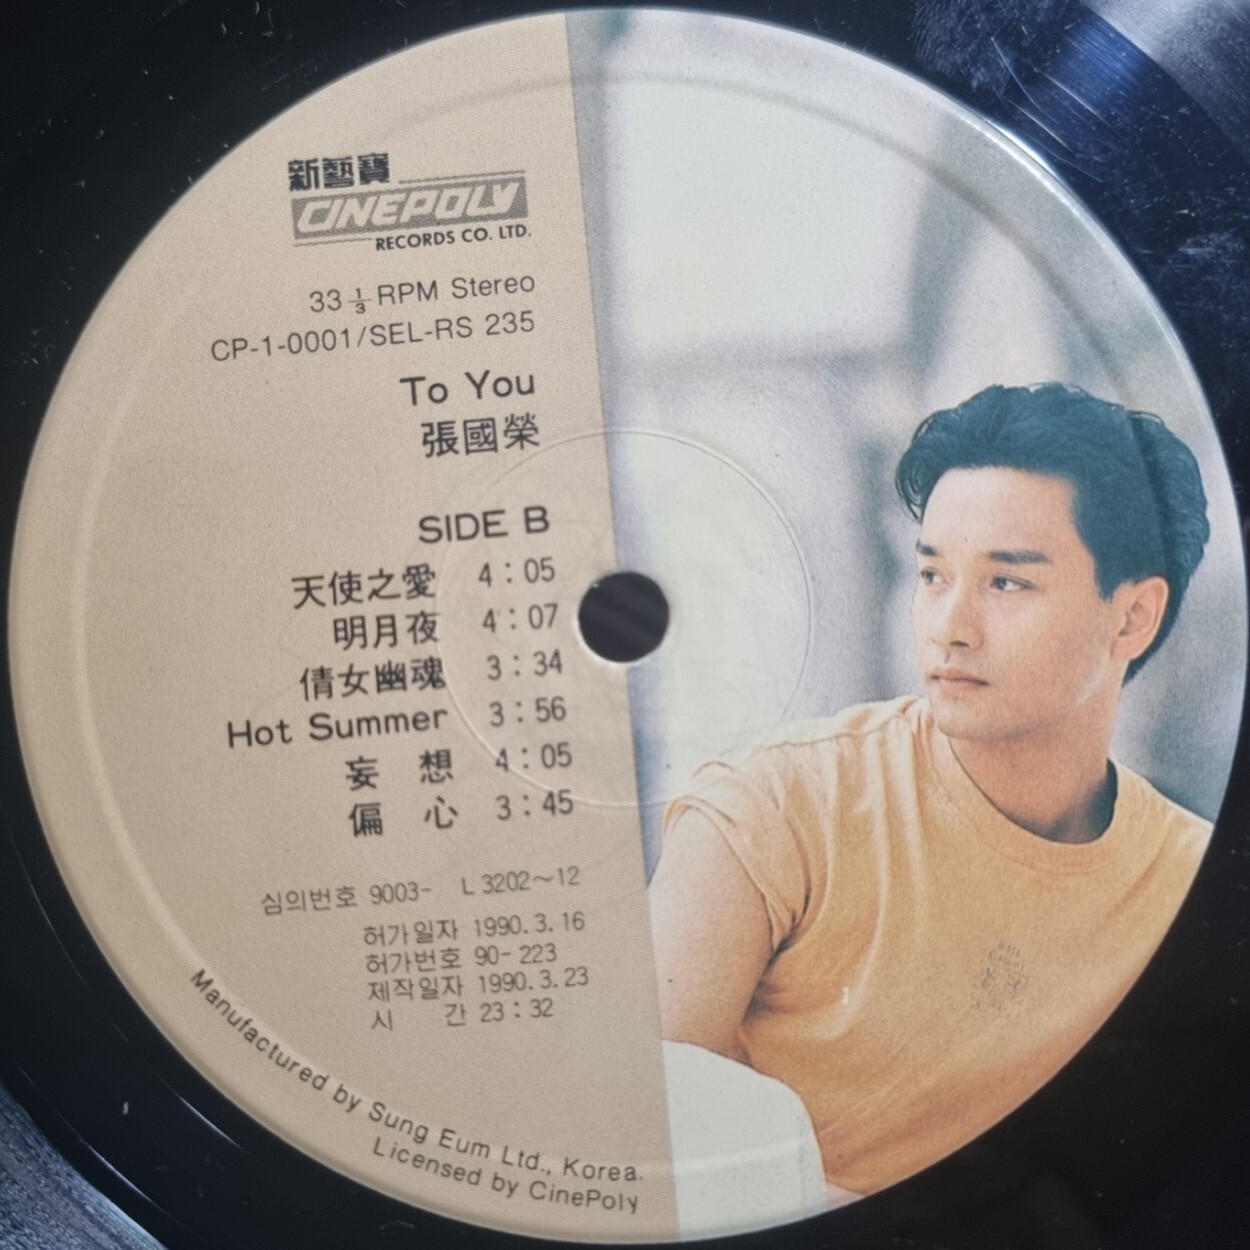 新藝寶
CINEPOLY
RECORDS CO. LTD.
33 1/3 RPM Stereo
CP-1-0001/SEL-RS 235
To You
張國榮
SIDE B
天使之愛 4:05
明月夜 4:07
倩女幽魂 3:34
Hot Summer 3:56
妄 想 4:05
偏 心 3:45
심의번호 9003- L 3202~12
허가일자 1990.3.16
허가번호 90-223
제작일자 1990.3.23
시 간 23:32
Manufactured by Sung Eum Ltd., Korea.
Licensed by CinePoly